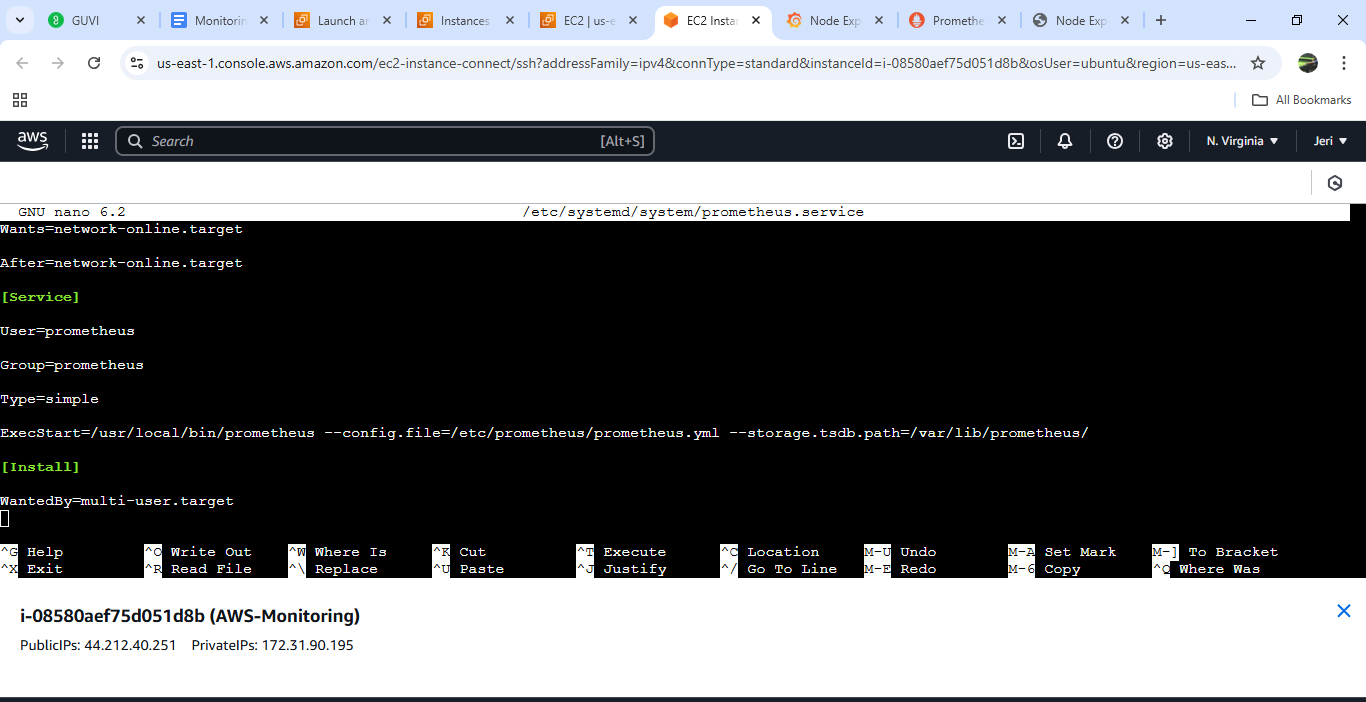 GUVI
Monitorin
Launch an
Instances
EC2 | us-e
EC2 Instan
Node Exp
Promethe
Node Exp
us-east-1.console.aws.amazon.com/ec2-instance-connect/ssh?addressFamily=ipv4&connType=standard&instanceId=i-08580aef75d051d8b&osUser=ubuntu&region=us-eas...
All Bookmarks
aws
Search
[Alt+S]
N. Virginia
Jeri
GNU nano 6.2 /etc/systemd/system/prometheus.service
Wants=network-online.target
After=network-online.target
[Service]
User=prometheus
Group=prometheus
Type=simple
ExecStart=/usr/local/bin/prometheus --config.file=/etc/prometheus/prometheus.yml --storage.tsdb.path=/var/lib/prometheus/
[Install]
WantedBy=multi-user.target
^G Help ^O Write Out ^W Where Is ^K Cut ^T Execute ^C Location M-U Undo M-A Set Mark M-] To Bracket
^X Exit ^R Read File ^\ Replace ^U Paste ^J Justify ^/ Go To Line M-E Redo M-6 Copy ^Q Where Was
i-08580aef75d051d8b (AWS-Monitoring)
PublicIPs: 44.212.40.251 PrivateIPs: 172.31.90.195